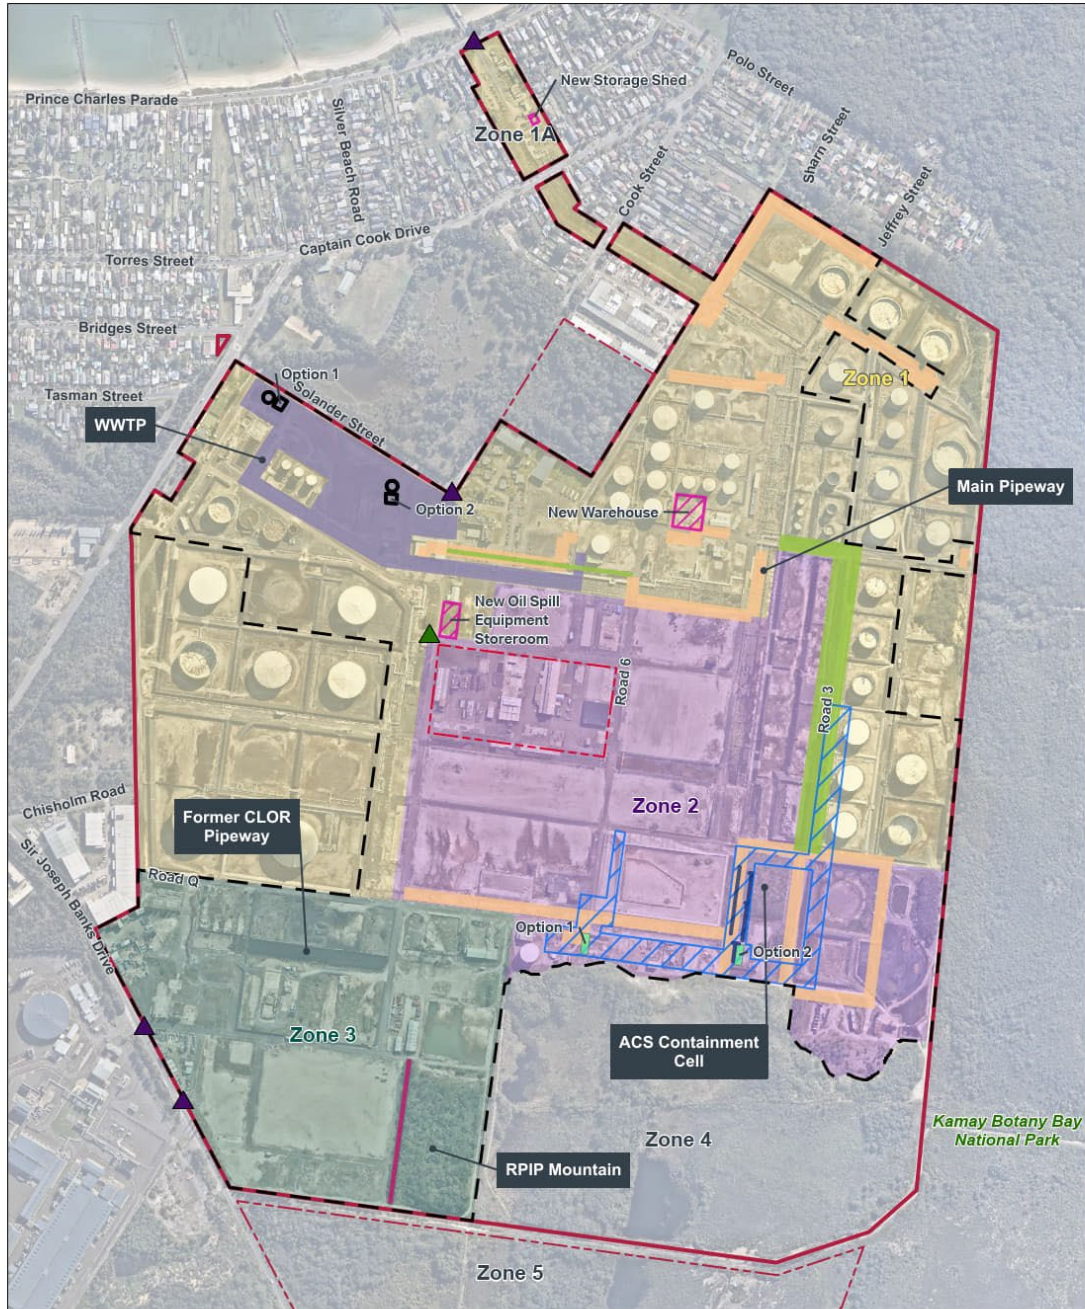 Polo Street
New Storage Shed
Prince Charles Parade
Silver Beach Road
Zone 1A
Sharn Street
Cook Street
Jeffrey Street
Captain Cook Drive
Torres Street
Bridges Street
Option 1
Zone 1
Tasman Street
Solander Street
WWTP
Main Pipeway
Option 2
New Warehouse
New Oil Spill
Equipment
Storeroom
Road 6
Road 3
Chisholm Road
Zone 2
Former CLOR
Pipeway
Sir Joseph Banks Drive
Road Q
Option 1
Option 2
Zone 3
ACS Containment
Cell
Kamay Botany Bay
National Park
Zone 4
RPIP Mountain
Zone 5